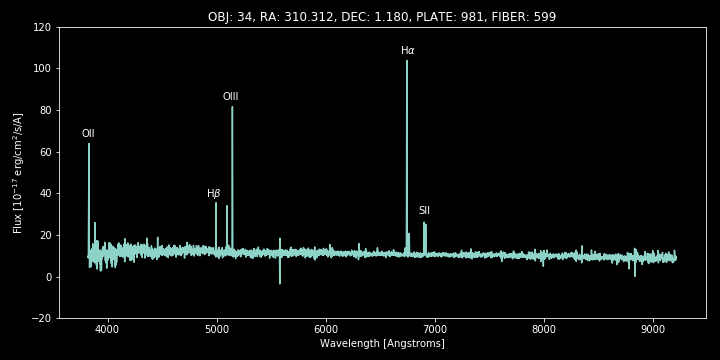 OBJ: 34, RA: 310.312, DEC: 1.180, PLATE: 981, FIBER: 599
120
Hα
100
OIII
80
OII
60
Flux [10⁻¹⁷ erg/cm²/s/A]
Hβ
40
SII
20
0
−20
4000 5000 6000 7000 8000 9000
Wavelength [Angstroms]